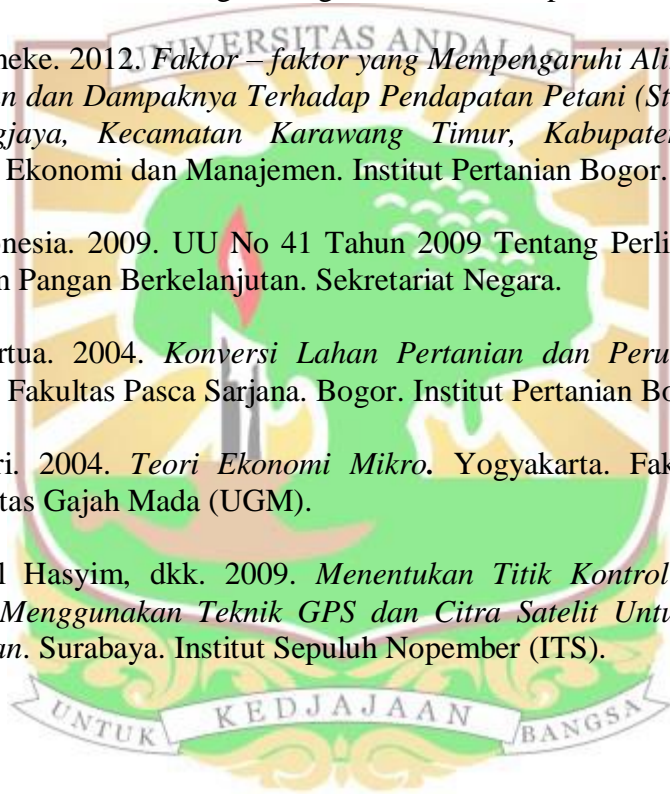 UNIVERSITAS ANDALAS
neke. 2012. Faktor – faktor yang Mempengaruhi Ali
n dan Dampaknya Terhadap Pendapatan Petani (St
gjaya, Kecamatan Karawang Timur, Kabupate
Ekonomi dan Manajemen. Institut Pertanian Bogor.
onesia. 2009. UU No 41 Tahun 2009 Tentang Perli
n Pangan Berkelanjutan. Sekretariat Negara.
rtua. 2004. Konversi Lahan Pertanian dan Peru
Fakultas Pasca Sarjana. Bogor. Institut Pertanian Bo
ri. 2004. Teori Ekonomi Mikro. Yogyakarta. Fak
tas Gajah Mada (UGM).
l Hasyim, dkk. 2009. Menentukan Titik Kontrol
Menggunakan Teknik GPS dan Citra Satelit Untu
an. Surabaya. Institut Sepuluh Nopember (ITS).
UNTUK KEDJAJAAN BANGSA